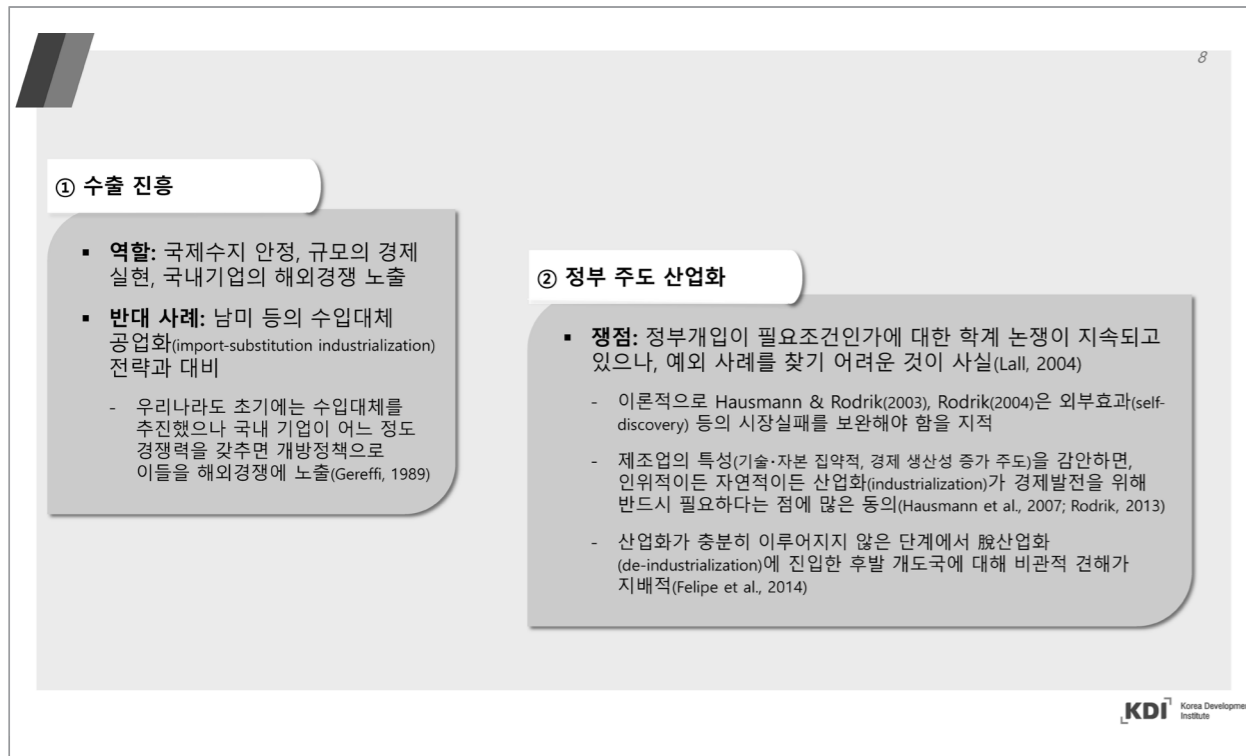 8
① 수출 진흥
▪ 역할: 국제수지 안정, 규모의 경제
실현, 국내기업의 해외경쟁 노출
▪ 반대 사례: 남미 등의 수입대체
공업화(import-substitution industrialization)
전략과 대비
- 우리나라도 초기에는 수입대체를
추진했으나 국내 기업이 어느 정도
경쟁력을 갖추면 개방정책으로
이들을 해외경쟁에 노출(Gereffi, 1989)
② 정부 주도 산업화
▪ 쟁점: 정부개입이 필요조건인가에 대한 학계 논쟁이 지속되고
있으나, 예외 사례를 찾기 어려운 것이 사실(Lall, 2004)
- 이론적으로 Hausmann & Rodrik(2003), Rodrik(2004)은 외부효과(self-
discovery) 등의 시장실패를 보완해야 함을 지적
- 제조업의 특성(기술·자본 집약적, 경제 생산성 증가 주도)을 감안하면,
인위적이든 자연적이든 산업화(industrialization)가 경제발전을 위해
반드시 필요하다는 점에 많은 동의(Hausmann et al., 2007; Rodrik, 2013)
- 산업화가 충분히 이루어지지 않은 단계에서 脫산업화
(de-industrialization)에 진입한 후발 개도국에 대해 비관적 견해가
지배적(Felipe et al., 2014)
KDI Korea Developme
Institute